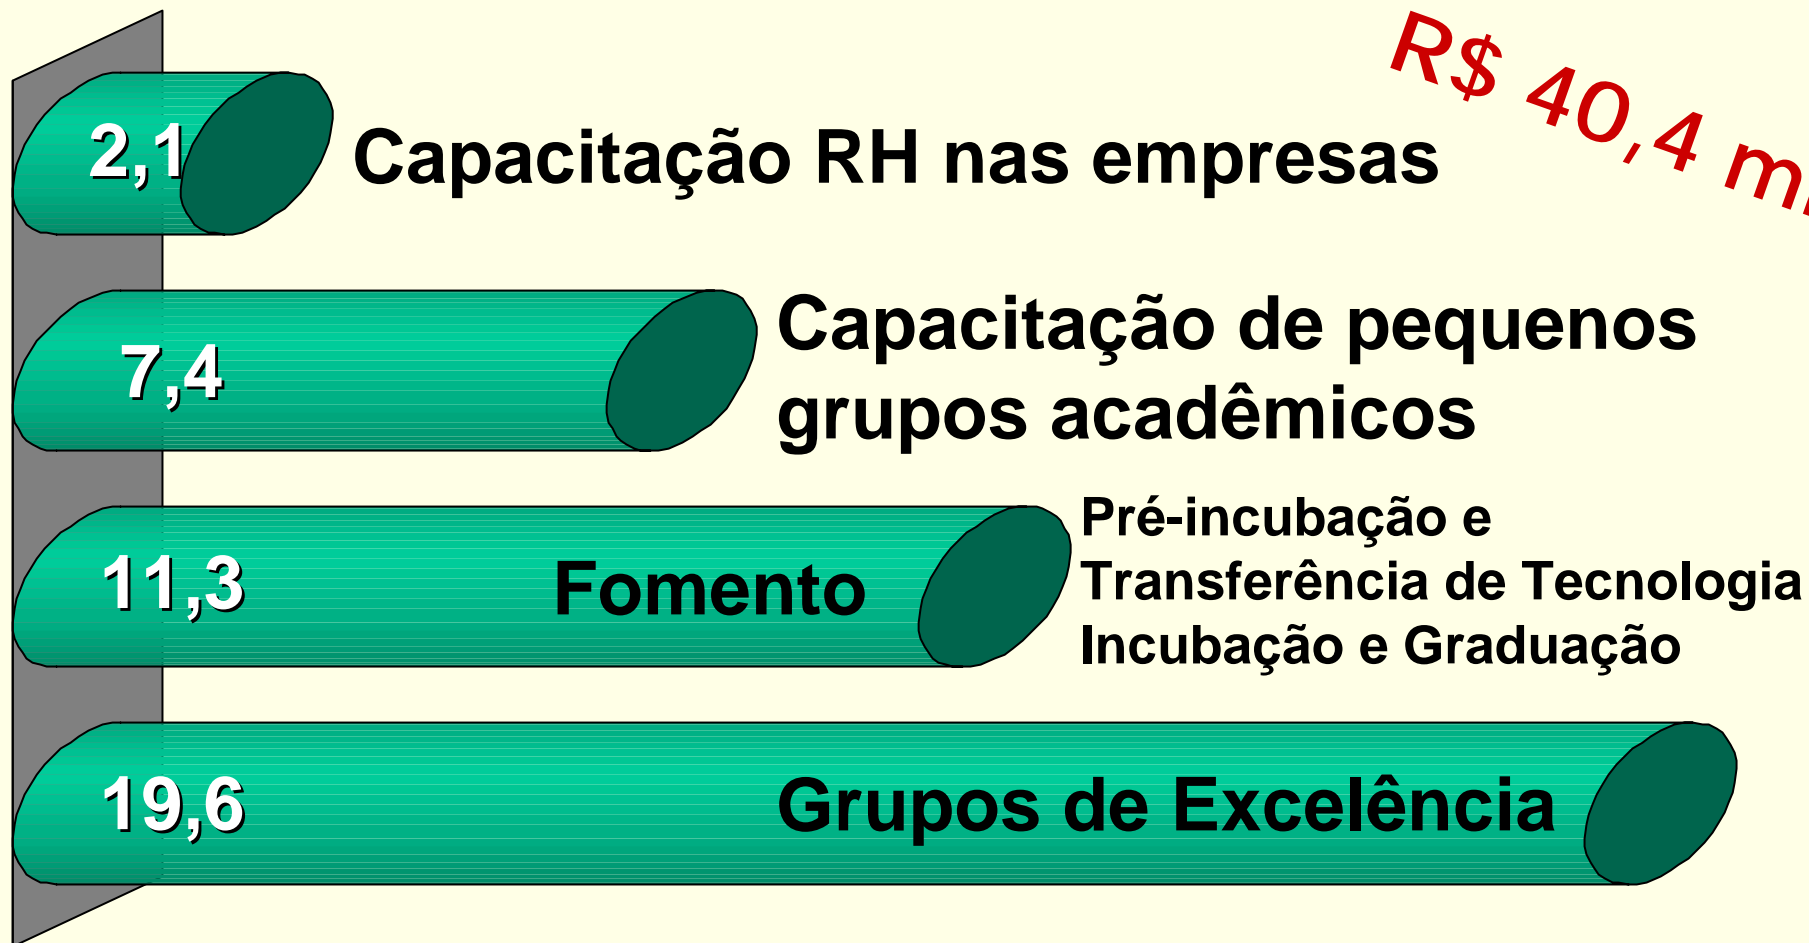 R$ 40,4
2,1
Capacitação RH nas empresas
7,4
Capacitação de pequenos
grupos acadêmicos
11,3
Fomento
Pré-incubação e
Transferência de Tecnologia
Incubação e Graduação
19,6
Grupos de Excelência